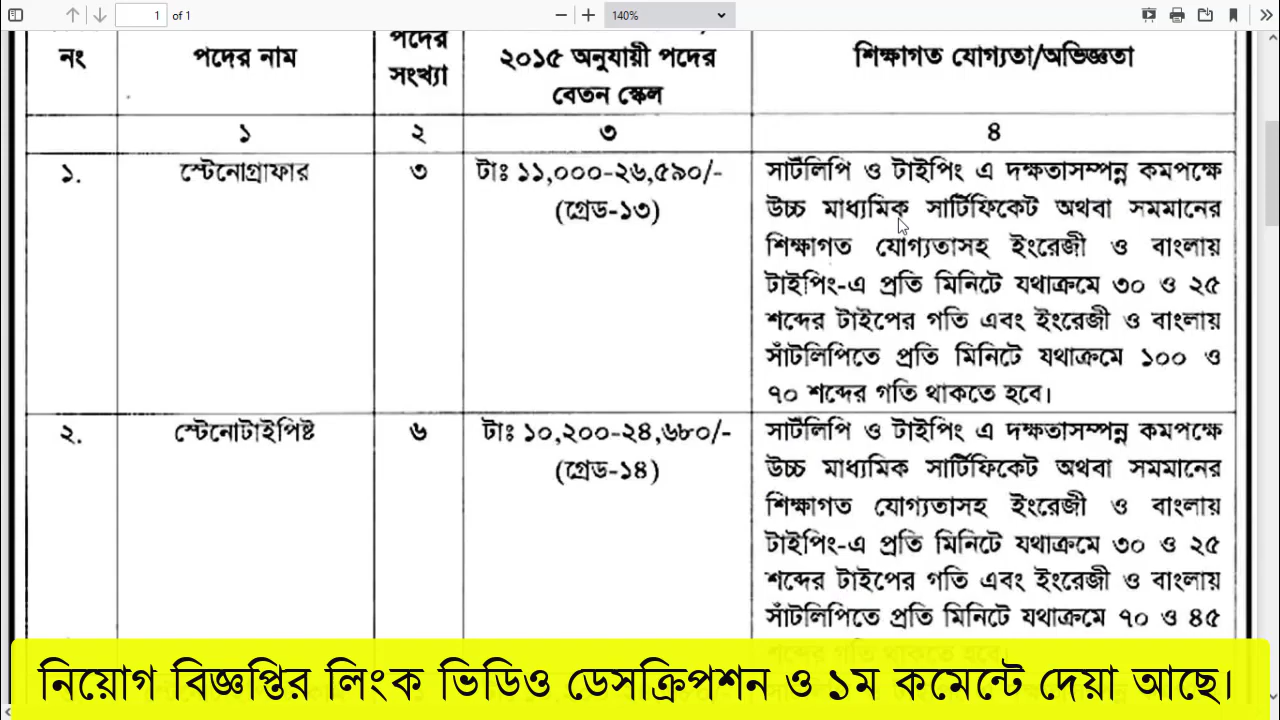 1 of 1
140%
নং
পদের নাম
পদের
সংখ্যা
২০১৫ অনুযায়ী পদের
বেতন স্কেল
শিক্ষাগত যোগ্যতা/অভিজ্ঞতা
১ ২ ৩ ৪
১. স্টেনোগ্রাফার ৩ টাঃ ১১,০০০-২৬,৫৯০/-
(গ্রেড-১৩)
সাটলিপি ও টাইপিং এ দক্ষতাসম্পন্ন কমপক্ষে
উচ্চ মাধ্যমিক সার্টিফিকেট অথবা সমমানের
শিক্ষাগত যোগ্যতাসহ ইংরেজী ও বাংলায়
টাইপিং-এ প্রতি মিনিটে যথাক্রমে ৩০ ও ২৫
শব্দের টাইপের গতি এবং ইংরেজী ও বাংলায়
সাঁটলিপিতে প্রতি মিনিটে যথাক্রমে ১০০ ও
৭০ শব্দের গতি থাকতে হবে।
২. স্টেনোটাইপিষ্ট ৬ টাঃ ১০,২০০-২৪,৬৮০/-
(গ্রেড-১৪)
সাটলিপি ও টাইপিং এ দক্ষতাসম্পন্ন কমপক্ষে
উচ্চ মাধ্যমিক সার্টিফিকেট অথবা সমমানের
শিক্ষাগত যোগ্যতাসহ ইংরেজী ও বাংলায়
টাইপিং-এ প্রতি মিনিটে যথাক্রমে ৩০ ও ২৫
শব্দের টাইপের গতি এবং ইংরেজী ও বাংলায়
সাঁটলিপিতে প্রতি মিনিটে যথাক্রমে ৭০ ও ৪৫
শব্দের গতি থাকতে হবে।
নিয়োগ বিজ্ঞপ্তির লিংক ভিডিও ডেসক্রিপশন ও ১ম কমেন্টে দেয়া আছে।